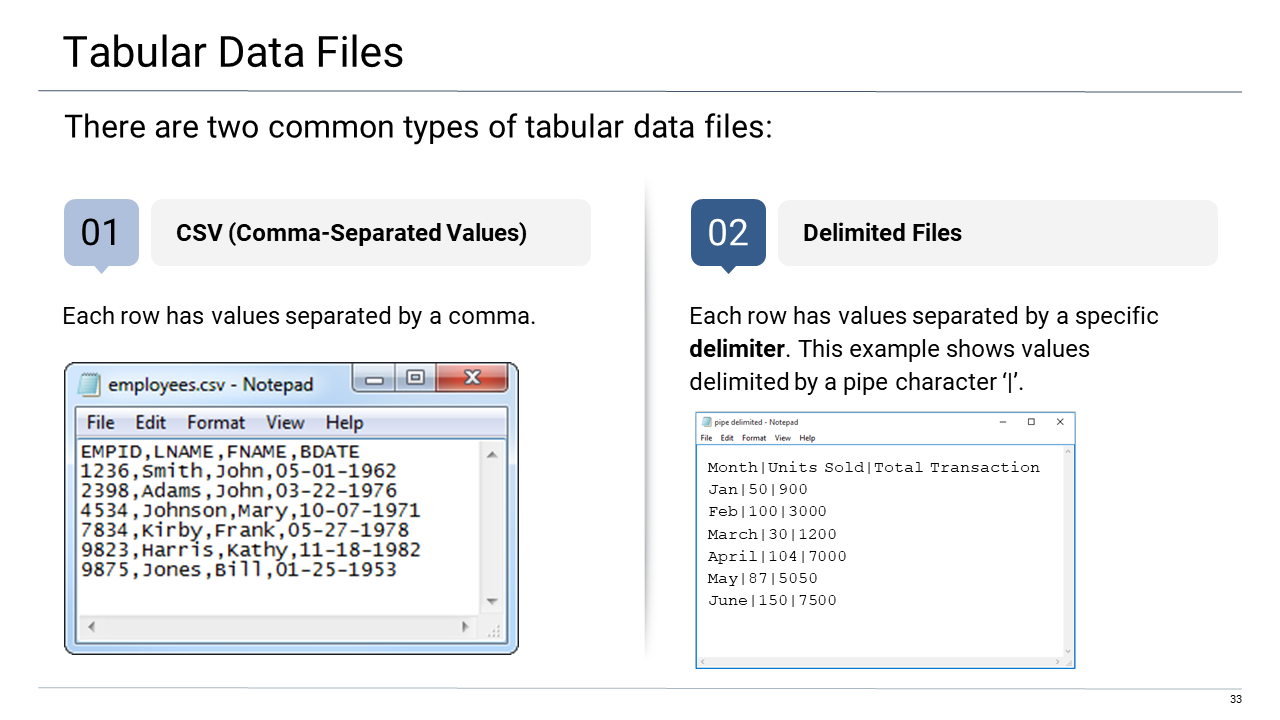 Tabular Data Files
There are two common types of tabular data files:
01
CSV (Comma-Separated Values)
Each row has values separated by a comma.
employees.csv - Notepad
File Edit Format View Help
EMPID,LNAME,FNAME,BDATE
1236,Smith,John,05-01-1962
2398,Adams,John,03-22-1976
4534,Johnson,Mary,10-07-1971
7834,Kirby,Frank,05-27-1978
9823,Harris,Kathy,11-18-1982
9875,Jones,Bill,01-25-1953
02
Delimited Files
Each row has values separated by a specific
delimiter. This example shows values
delimited by a pipe character ‘|’.
pipe delimited - Notepad
File Edit Format View Help
Month|Units Sold|Total Transaction
Jan|50|900
Feb|100|3000
March|30|1200
April|104|7000
May|87|5050
June|150|7500
33